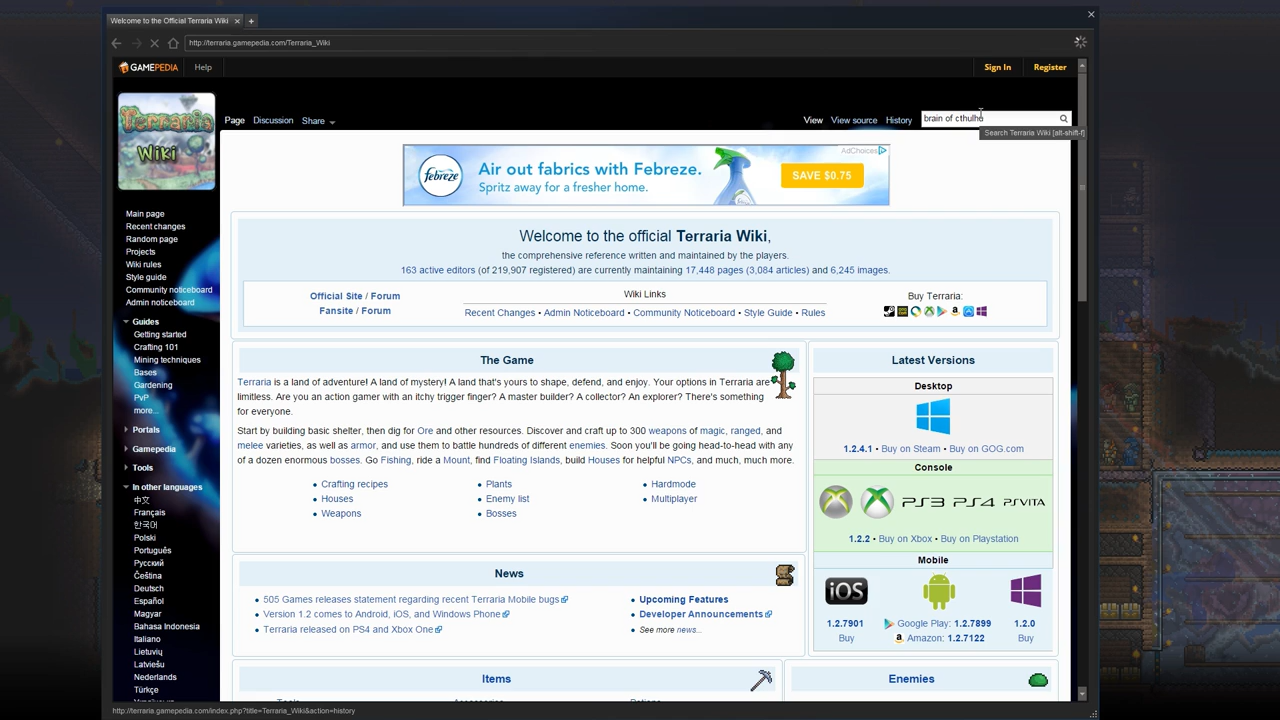 Welcome to the Official Terraria Wiki
http://terraria.gamepedia.com/Terraria_Wiki
GAMEPEDIA
Help
Sign In
Register
Terraria
Wiki
Page
Discussion
Share
View
View source
History
brain of cthulhu
Search Terraria Wiki [alt-shift-f]
febreze
Air out fabrics with Febreze.
Spritz away for a fresher home.
SAVE $0.75
AdChoices
Main page
Recent changes
Random page
Projects
Wiki rules
Style guide
Community noticeboard
Admin noticeboard
Guides
Getting started
Crafting 101
Mining techniques
Bases
Gardening
PvP
more...
Portals
Gamepedia
Tools
In other languages
中文
Français
한국어
Polski
Português
Русский
Čeština
Deutsch
Español
Magyar
Bahasa Indonesia
Italiano
Lietuvių
Latviešu
Nederlands
Türkçe
Welcome to the official Terraria Wiki,
the comprehensive reference written and maintained by the players.
163 active editors (of 219,907 registered) are currently maintaining 17,448 pages (3,084 articles) and 6,245 images.
Official Site / Forum
Fansite / Forum
Wiki Links
Recent Changes • Admin Noticeboard • Community Noticeboard • Style Guide • Rules
Buy Terraria:
The Game
Terraria is a land of adventure! A land of mystery! A land that's yours to shape, defend, and enjoy. Your options in Terraria are
limitless. Are you an action gamer with an itchy trigger finger? A master builder? A collector? An explorer? There's something
for everyone.
Start by building basic shelter, then dig for Ore and other resources. Discover and craft up to 300 weapons of magic, ranged, and
melee varieties, as well as armor, and use them to battle hundreds of different enemies. Soon you'll be going head-to-head with any
of a dozen enormous bosses. Go Fishing, ride a Mount, find Floating Islands, build Houses for helpful NPCs, and much, much more.
• Crafting recipes
• Houses
• Weapons
• Plants
• Enemy list
• Bosses
• Hardmode
• Multiplayer
News
• 505 Games releases statement regarding recent Terraria Mobile bugs
• Version 1.2 comes to Android, iOS, and Windows Phone
• Terraria released on PS4 and Xbox One
• Upcoming Features
• Developer Announcements
• See more news...
Latest Versions
Desktop
1.2.4.1 • Buy on Steam • Buy on GOG.com
Console
PS3 PS4 PSVITA
1.2.2 • Buy on Xbox • Buy on Playstation
Mobile
iOS
1.2.7901
Buy
Google Play: 1.2.7899
Amazon: 1.2.7122
1.2.0
Buy
Items
Enemies
http://terraria.gamepedia.com/index.php?title=Terraria_Wiki&action=history